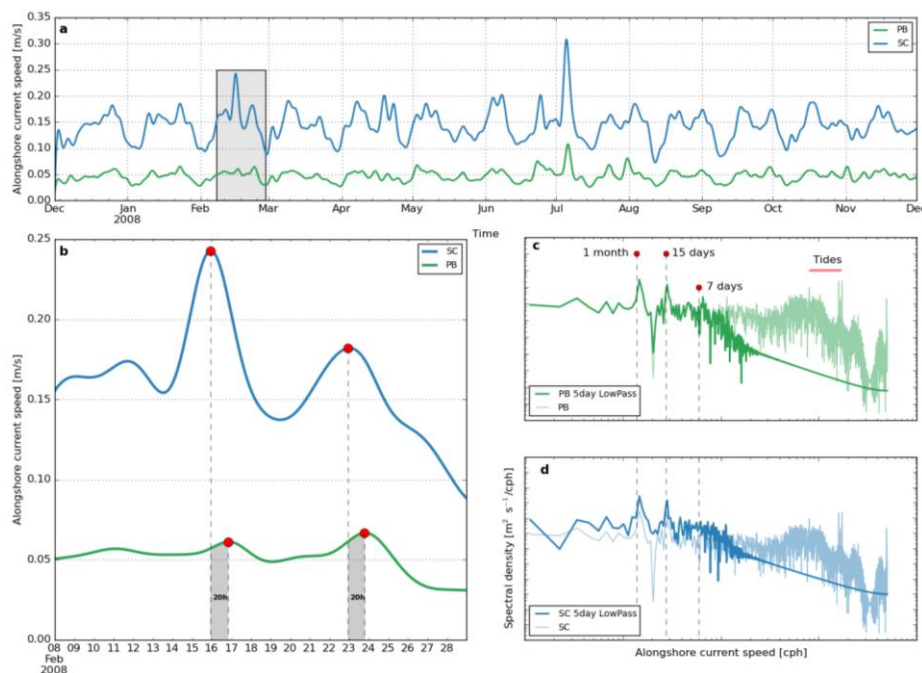 0.35
0.30
0.25
0.20
0.15
0.10
0.05
0.00
Alongshore current speed [m/s]
a
PB
SC
Dec
Jan
2008
Feb
Mar
Apr
May
Jun
Jul
Aug
Sep
Oct
Nov
Dec
Time
0.25
0.20
0.15
0.10
0.05
0.00
Alongshore current speed [m/s]
b
SC
PB
20h
20h
08 09 10 11 12 13 14 15 16 17 18 19 20 21 22 23 24 25 26 27 28
Feb
2008
c
1 month
15 days
7 days
Tides
PB 5day LowPass
PB
d
Spectral density [m² s⁻¹/cph]
SC 5day LowPass
SC
Alongshore current speed [cph]